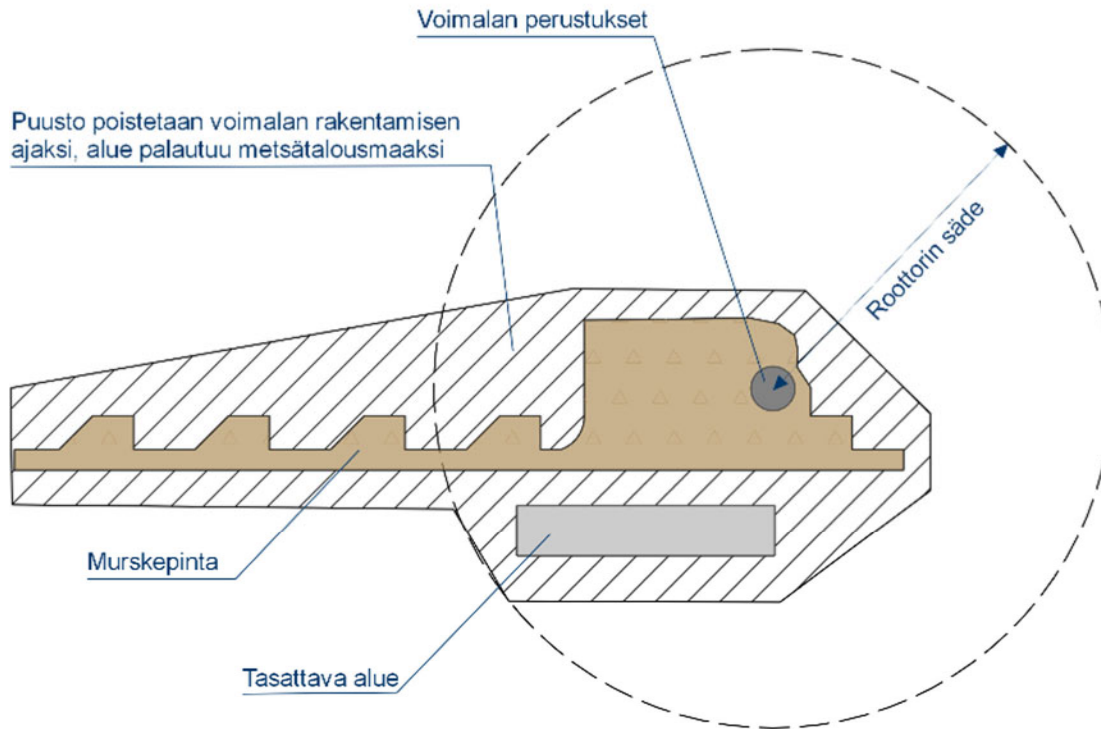 Voimalan perustukset
Puusto poistetaan voimalan rakentamisen
ajaksi, alue palautuu metsätalousmaaksi
Roottorin säde
Murskepinta
Tasattava alue